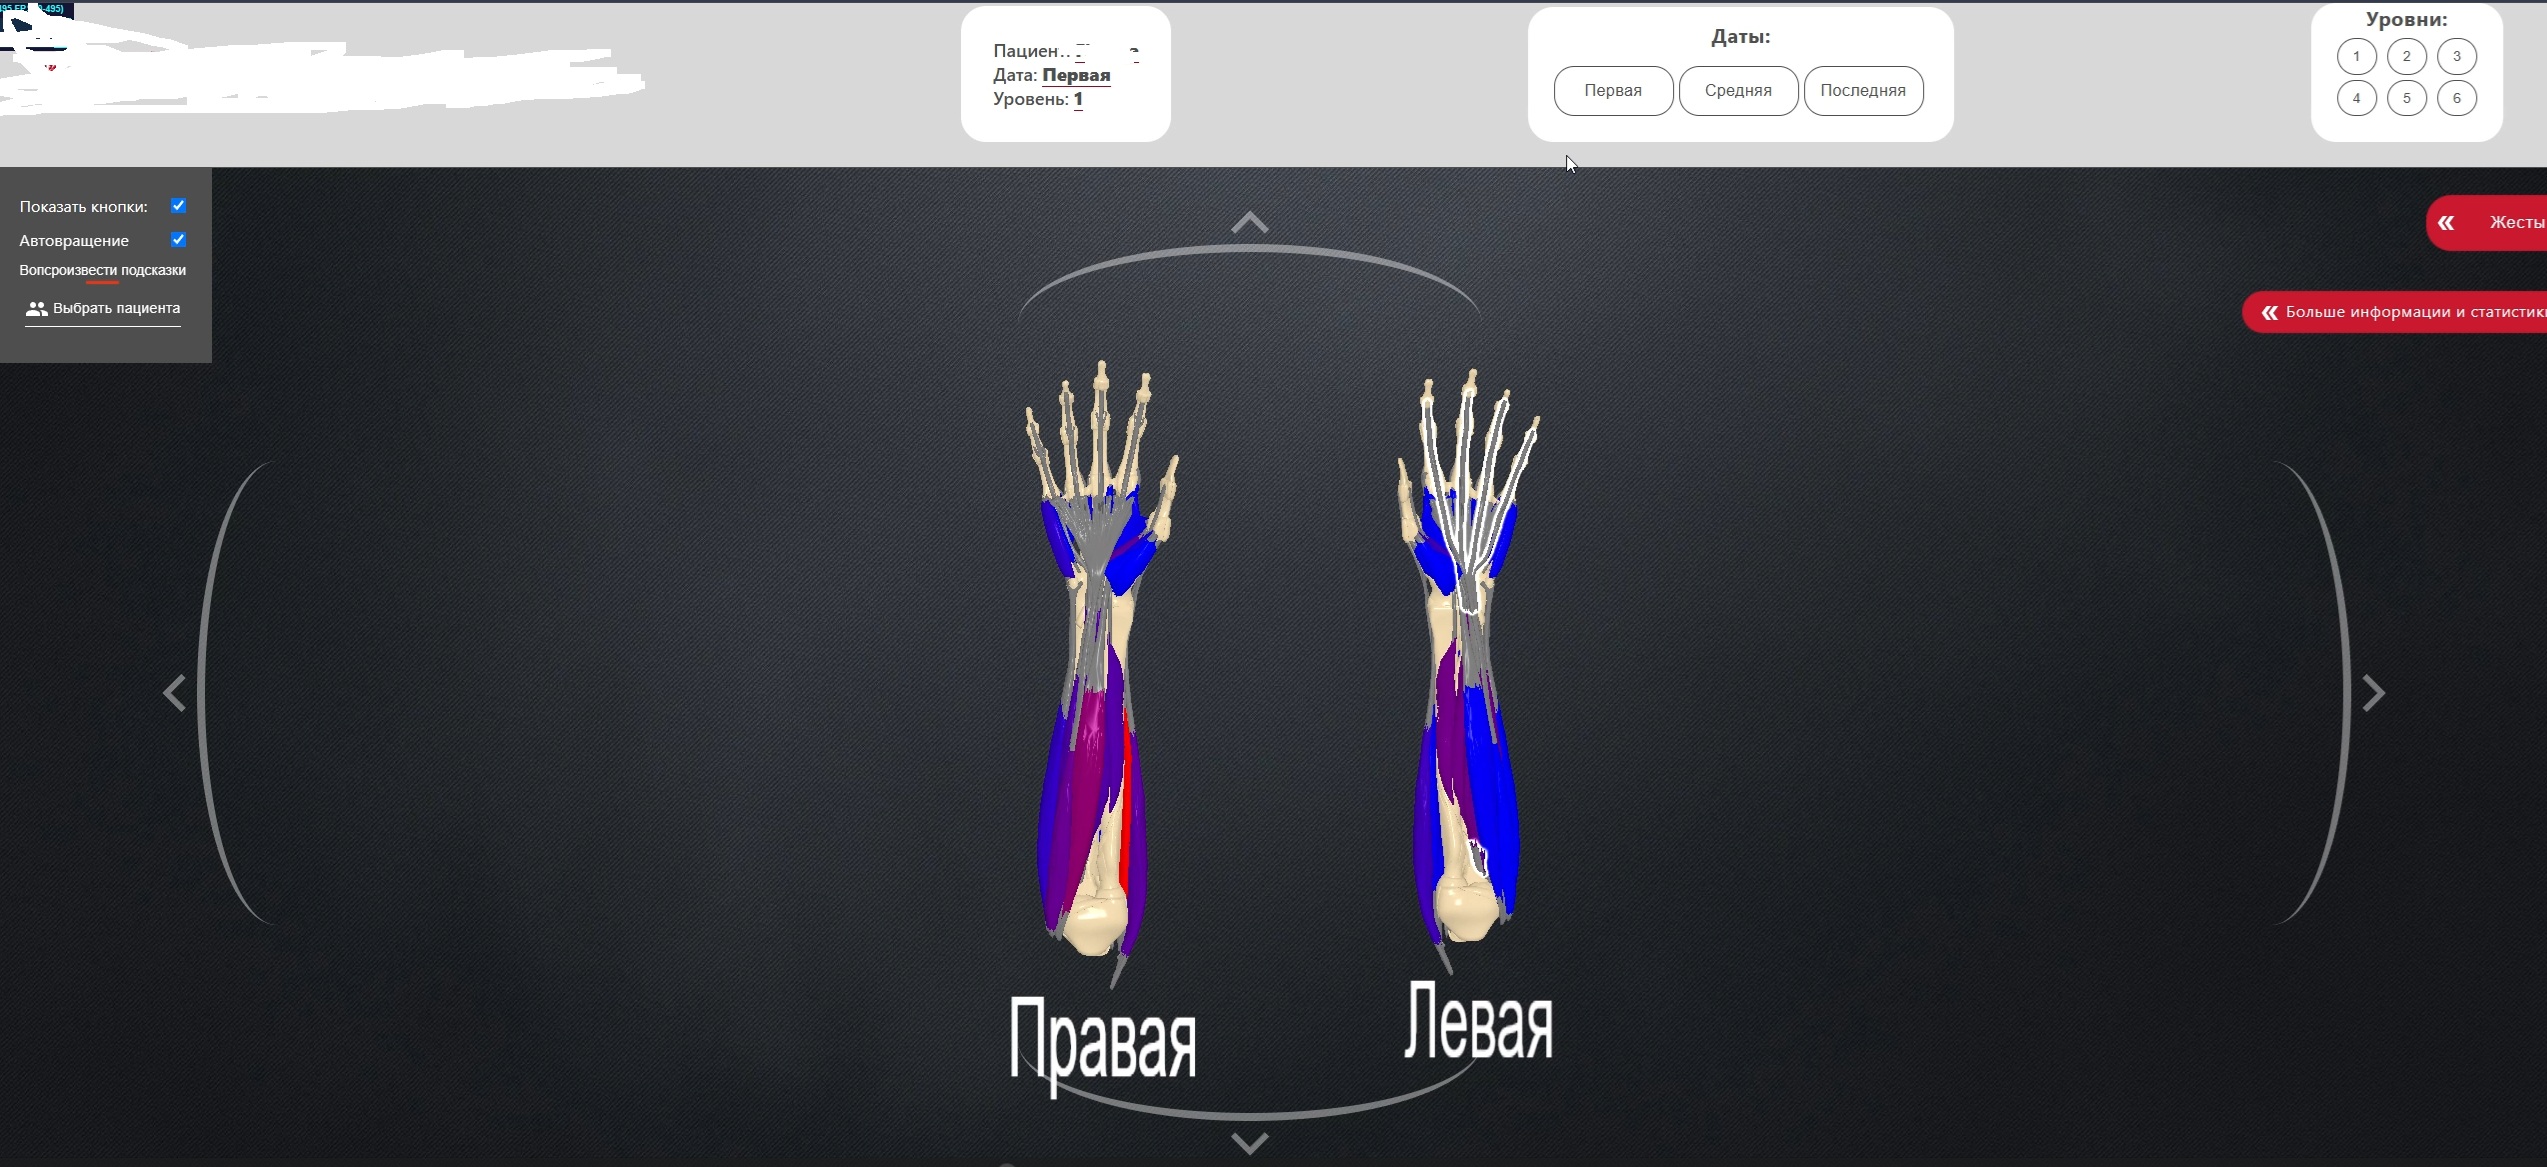 Пациен
Дата: Первая
Уровень: 1
Даты:
Первая
Средняя
Последняя
Уровни:
1
2
3
4
5
6
Показать кнопки:
Автовращение
Вопсроизвести подсказки
Выбрать пациента
Жесты
Больше информации и статистик
Правая
Левая